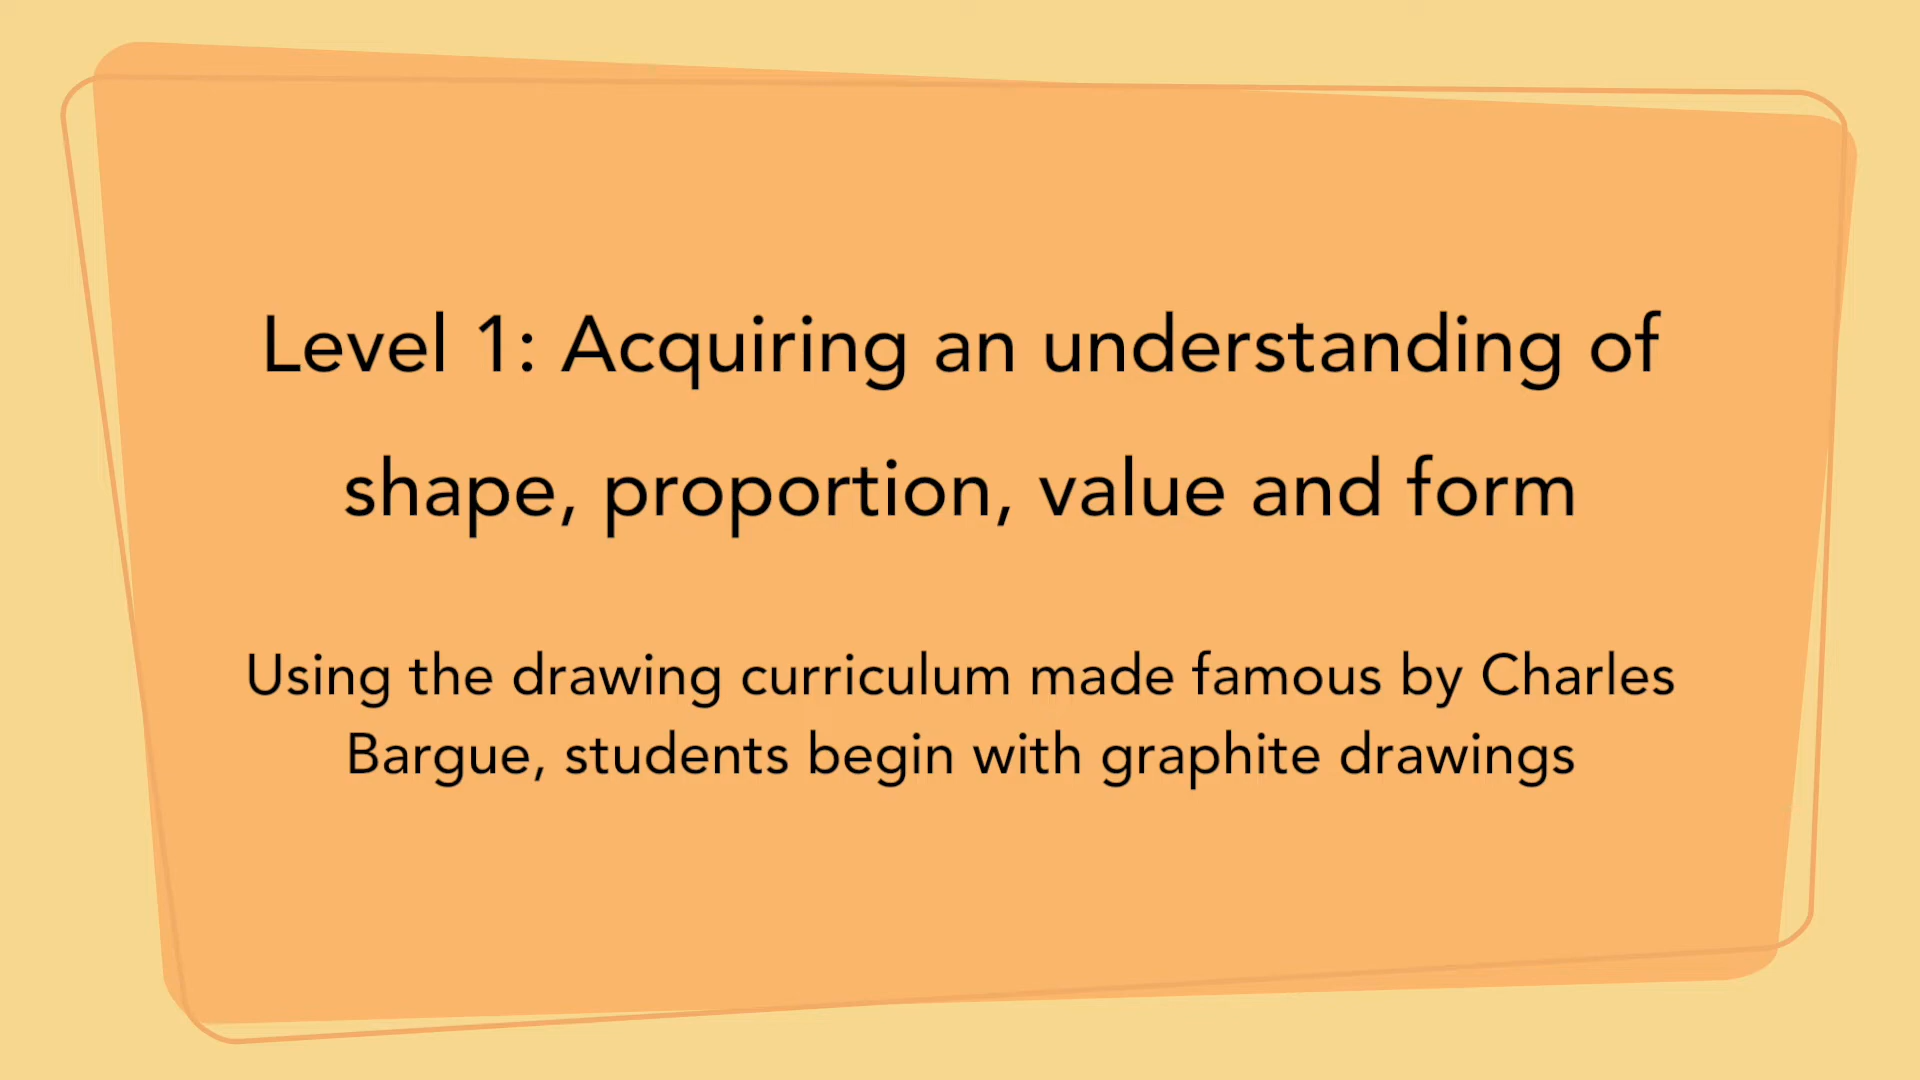 Level 1: Acquiring an understanding of
shape, proportion, value and form
Using the drawing curriculum made famous by Charles
Bargue, students begin with graphite drawings